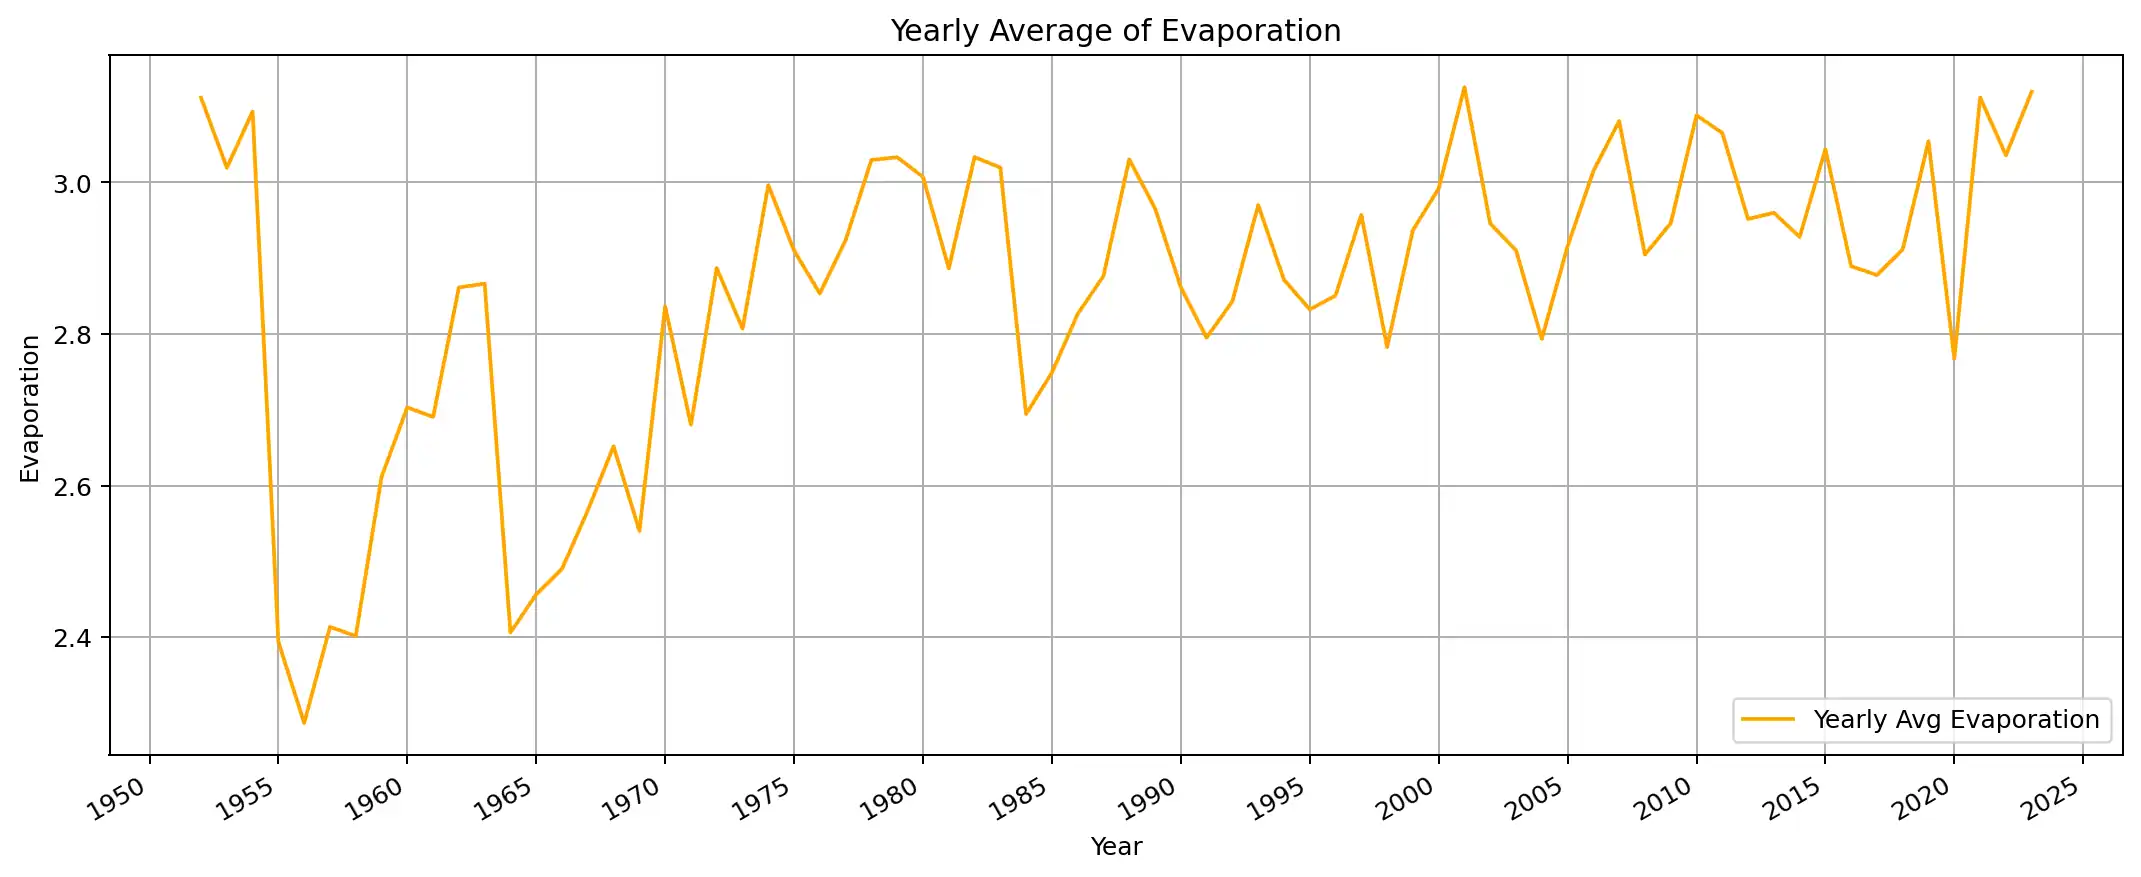 Yearly Average of Evaporation
Evaporation
3.0
2.8
2.6
2.4
Yearly Avg Evaporation
1950 1955 1960 1965 1970 1975 1980 1985 1990 1995 2000 2005 2010 2015 2020 2025
Year